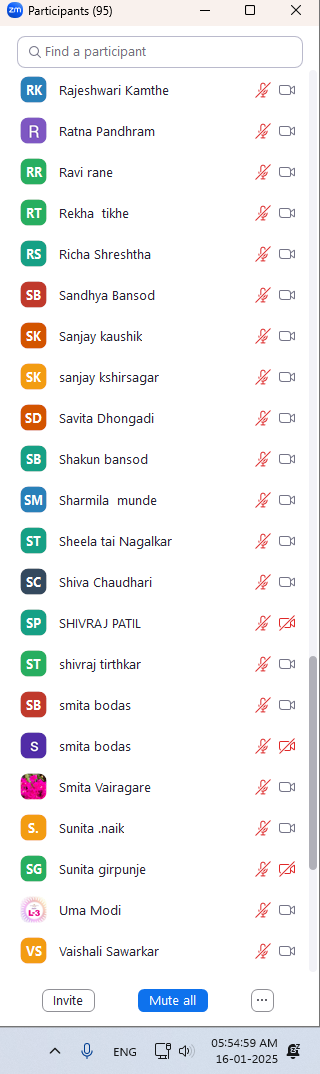 zm Participants (95)
Find a participant
RK Rajeshwari Kamthe
R Ratna Pandhram
RR Ravi rane
RT Rekha  tikhe
RS Richa Shreshtha
SB Sandhya Bansod
SK Sanjay kaushik
SK sanjay kshirsagar
SD Savita Dhongadi
SB Shakun bansod
SM Sharmila  munde
ST Sheela tai Nagalkar
SC Shiva Chaudhari
SP SHIVRAJ PATIL
ST shivraj tirthkar
SB smita bodas
s smita bodas
Smita Vairagare
S. Sunita .naik
SG Sunita girpunje
L-3 Uma Modi
VS Vaishali Sawarkar
Invite Mute all ...
ENG 05:54:59 AM
16-01-2025